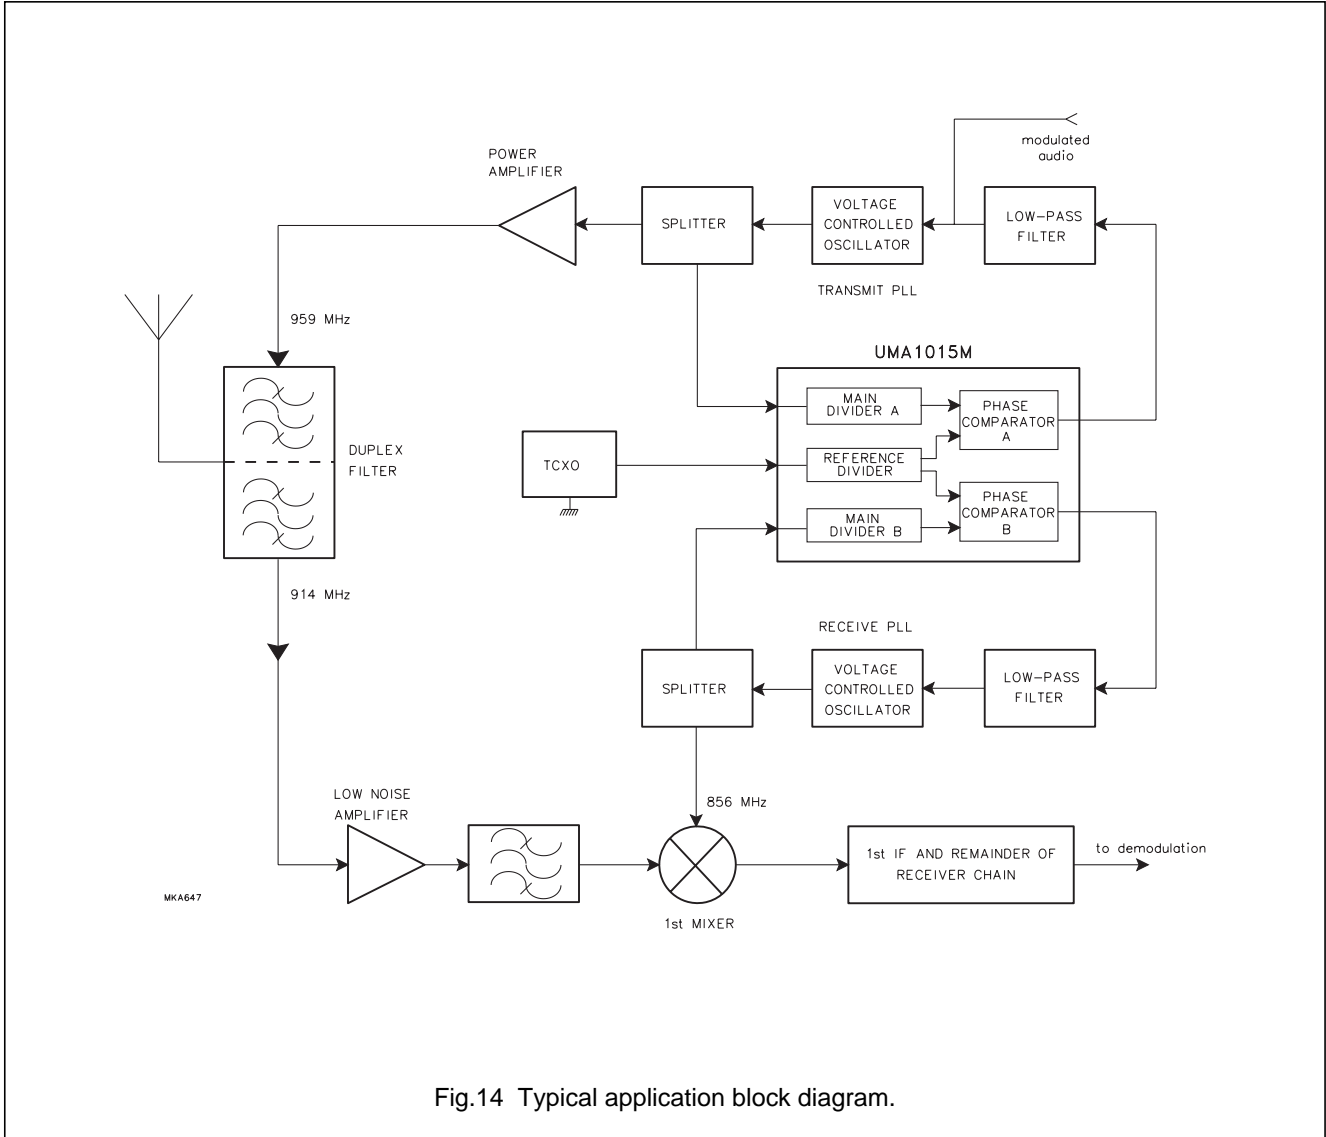 modulated
audio
POWER
AMPLIFIER
SPLITTER
VOLTAGE
CONTROLLED
OSCILLATOR
LOW-PASS
FILTER
TRANSMIT PLL
959 MHz
UMA1015M
MAIN
DIVIDER A
PHASE
COMPARATOR
A
DUPLEX
FILTER
TCXO
REFERENCE
DIVIDER
PHASE
COMPARATOR
B
MAIN
DIVIDER B
914 MHz
RECEIVE PLL
SPLITTER
VOLTAGE
CONTROLLED
OSCILLATOR
LOW-PASS
FILTER
LOW NOISE
AMPLIFIER
856 MHz
1st IF AND REMAINDER OF
RECEIVER CHAIN
to demodulation
MKA647
1st MIXER
Fig.14 Typical application block diagram.